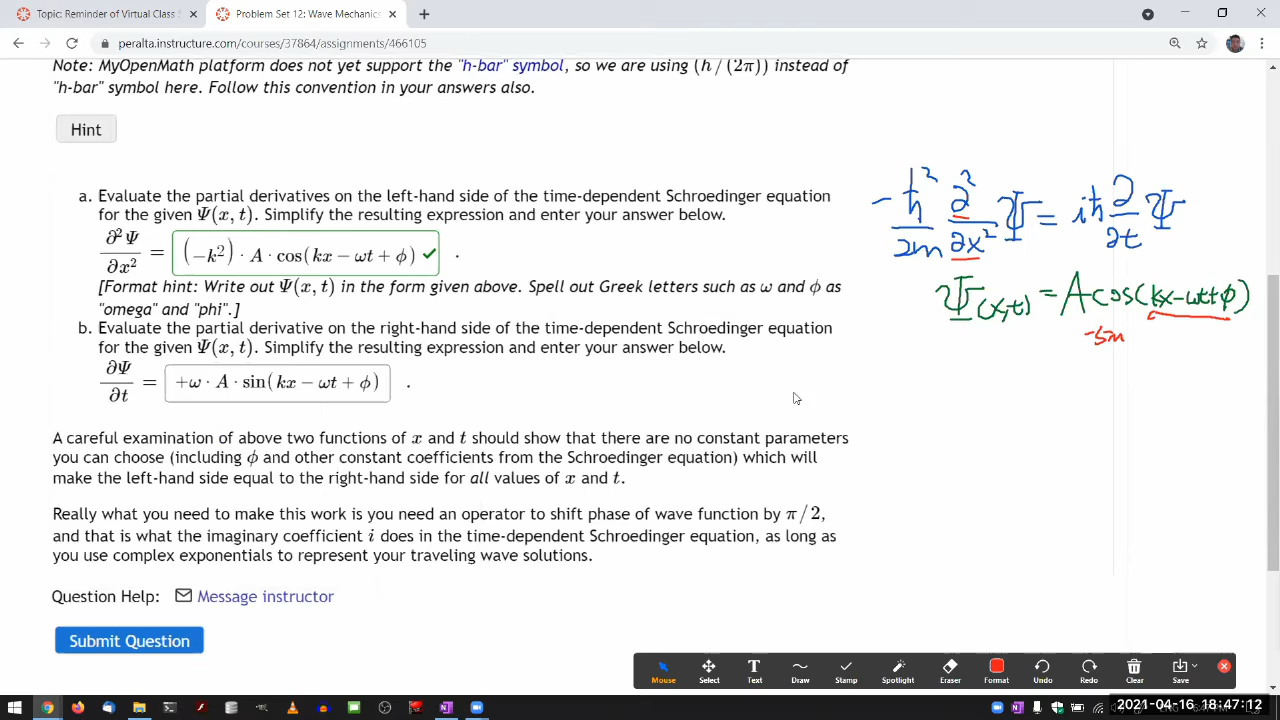 Topic: Reminder of Virtual Class
Problem Set 12: Wave Mechanics
peralta.instructure.com/courses/37864/assignments/466105
Note: MyOpenMath platform does not yet support the "h-bar" symbol, so we are using (h/(2π)) instead of
"h-bar" symbol here. Follow this convention in your answers also.
Hint
a. Evaluate the partial derivatives on the left-hand side of the time-dependent Schroedinger equation
for the given Ψ(x, t). Simplify the resulting expression and enter your answer below.
∂²Ψ/∂x² = (−k²) · A · cos(kx − ωt + ϕ) ✓ .
[Format hint: Write out Ψ(x, t) in the form given above. Spell out Greek letters such as ω and ϕ as
"omega" and "phi".]
b. Evaluate the partial derivative on the right-hand side of the time-dependent Schroedinger equation
for the given Ψ(x, t). Simplify the resulting expression and enter your answer below.
∂Ψ/∂t = +ω · A · sin(kx − ωt + ϕ) .
A careful examination of above two functions of x and t should show that there are no constant parameters
you can choose (including ϕ and other constant coefficients from the Schroedinger equation) which will
make the left-hand side equal to the right-hand side for all values of x and t.
Really what you need to make this work is you need an operator to shift phase of wave function by π/2,
and that is what the imaginary coefficient i does in the time-dependent Schroedinger equation, as long as
you use complex exponentials to represent your traveling wave solutions.
Question Help: Message instructor
Submit Question
−ħ²/2m ∂²/∂x² Ψ = iħ ∂/∂t Ψ
Ψ(x,t) = A cos(kx−ωt+ϕ)
Mouse Select Text Draw Stamp Spotlight Eraser Format Undo Redo Clear Save
2021-04-16 18:47:12